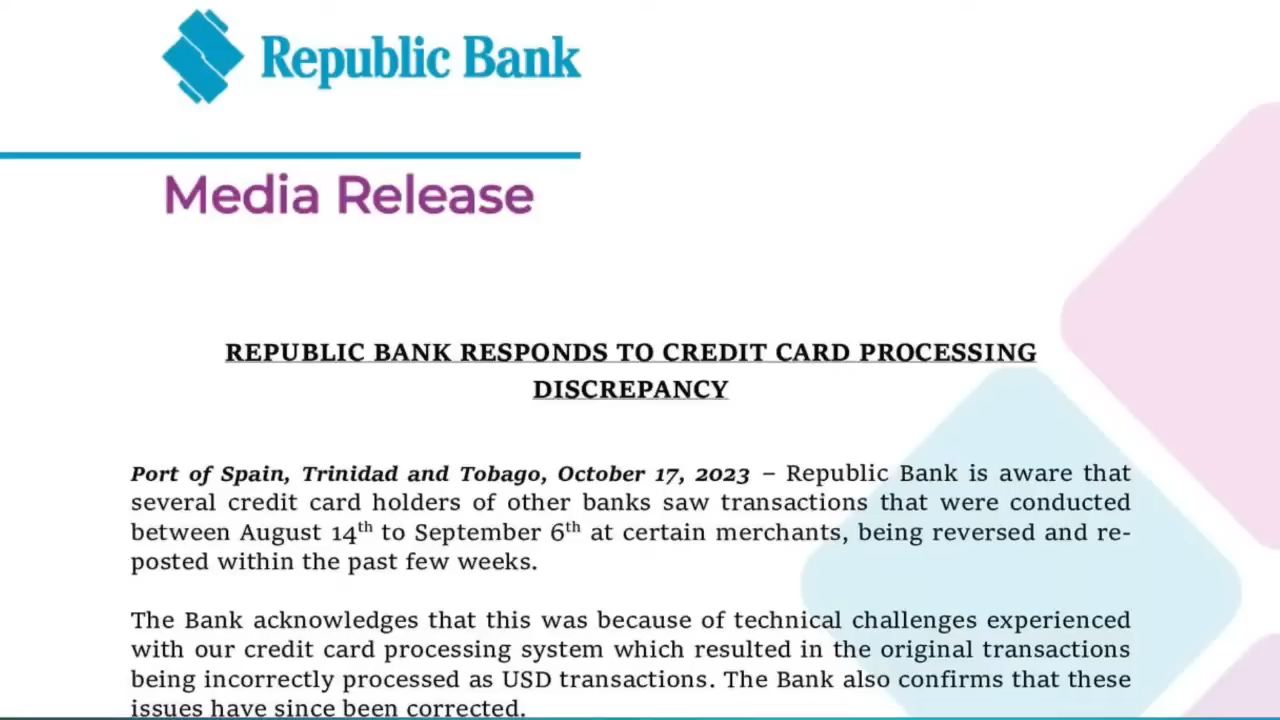 Republic Bank
Media Release
REPUBLIC BANK RESPONDS TO CREDIT CARD PROCESSING
DISCREPANCY
Port of Spain, Trinidad and Tobago, October 17, 2023 – Republic Bank is aware that
several credit card holders of other banks saw transactions that were conducted
between August 14th to September 6th at certain merchants, being reversed and re-
posted within the past few weeks.
The Bank acknowledges that this was because of technical challenges experienced
with our credit card processing system which resulted in the original transactions
being incorrectly processed as USD transactions. The Bank also confirms that these
issues have since been corrected.